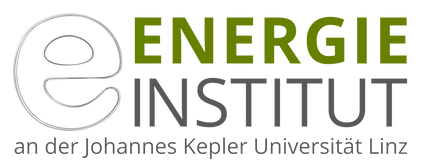 e ENERGIE
INSTITUT
an der Johannes Kepler Universität Linz